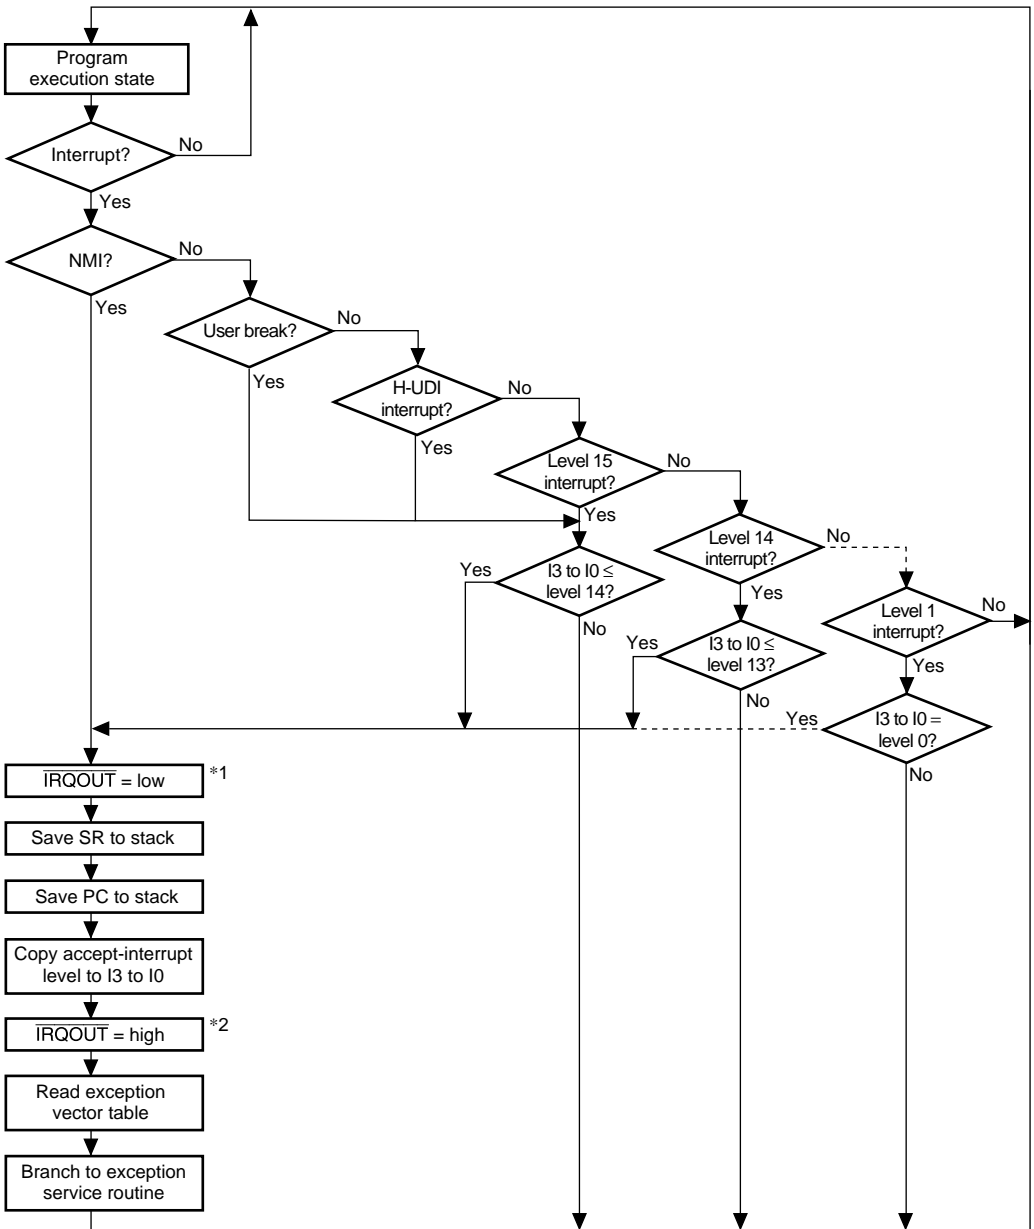 Program
execution state
Interrupt?
No
Yes
NMI?
No
Yes
User break?
No
Yes
H-UDI
interrupt?
No
Yes
Level 15
interrupt?
No
Yes
Level 14
interrupt?
No
Yes
I3 to I0 ≤
level 14?
Yes
No
Level 1
interrupt?
No
Yes
I3 to I0 ≤
level 13?
Yes
No
I3 to I0 =
level 0?
Yes
No
IRQOUT = low
*1
Save SR to stack
Save PC to stack
Copy accept-interrupt
level to I3 to I0
IRQOUT = high
*2
Read exception
vector table
Branch to exception
service routine